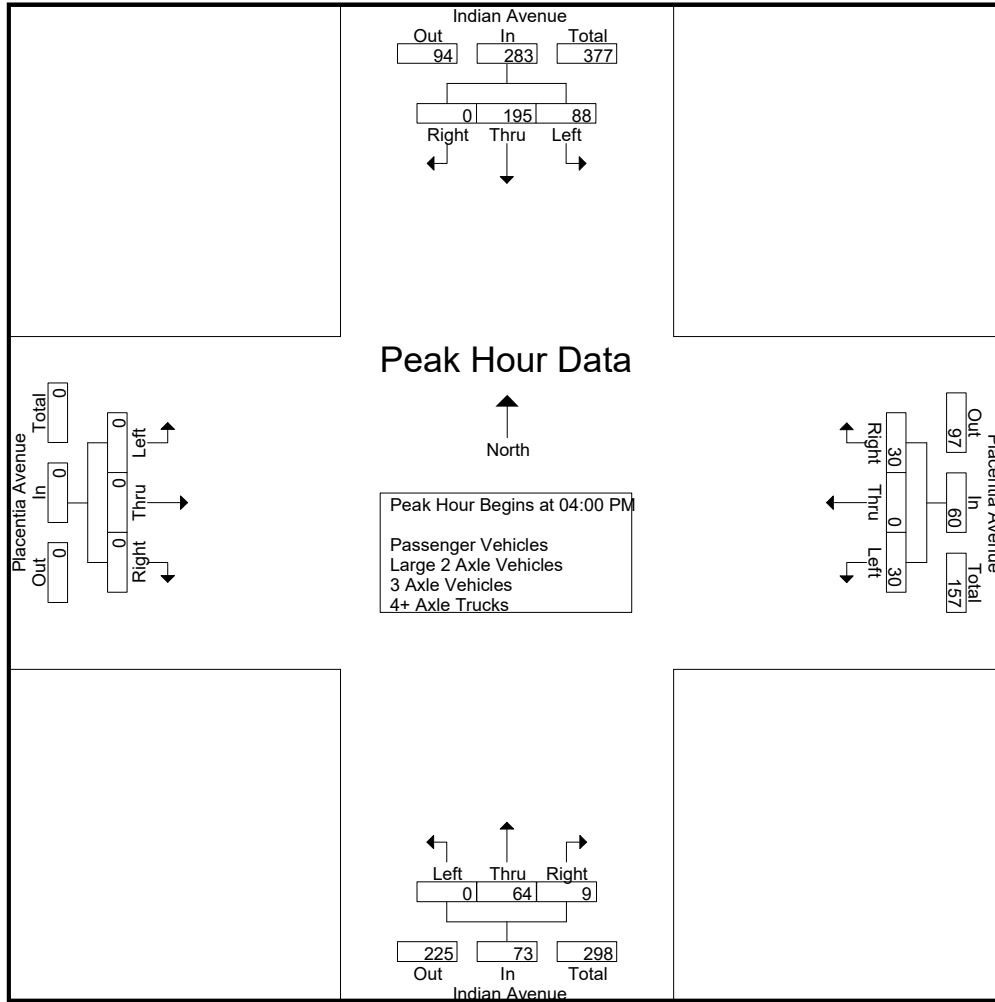 Indian Avenue
Out In Total
94 283 377
0 195 88
Right Thru Left
Peak Hour Data
North
Peak Hour Begins at 04:00 PM
Passenger Vehicles
Large 2 Axle Vehicles
3 Axle Vehicles
4+ Axle Trucks
Placentia Avenue
Total In Out
0 0 0
0 0 0
Left Thru Right
Placentia Avenue
Out In Total
97 60 157
30 0 30
Right Thru Left
Left Thru Right
0 64 9
225 73 298
Out In Total
Indian Avenue